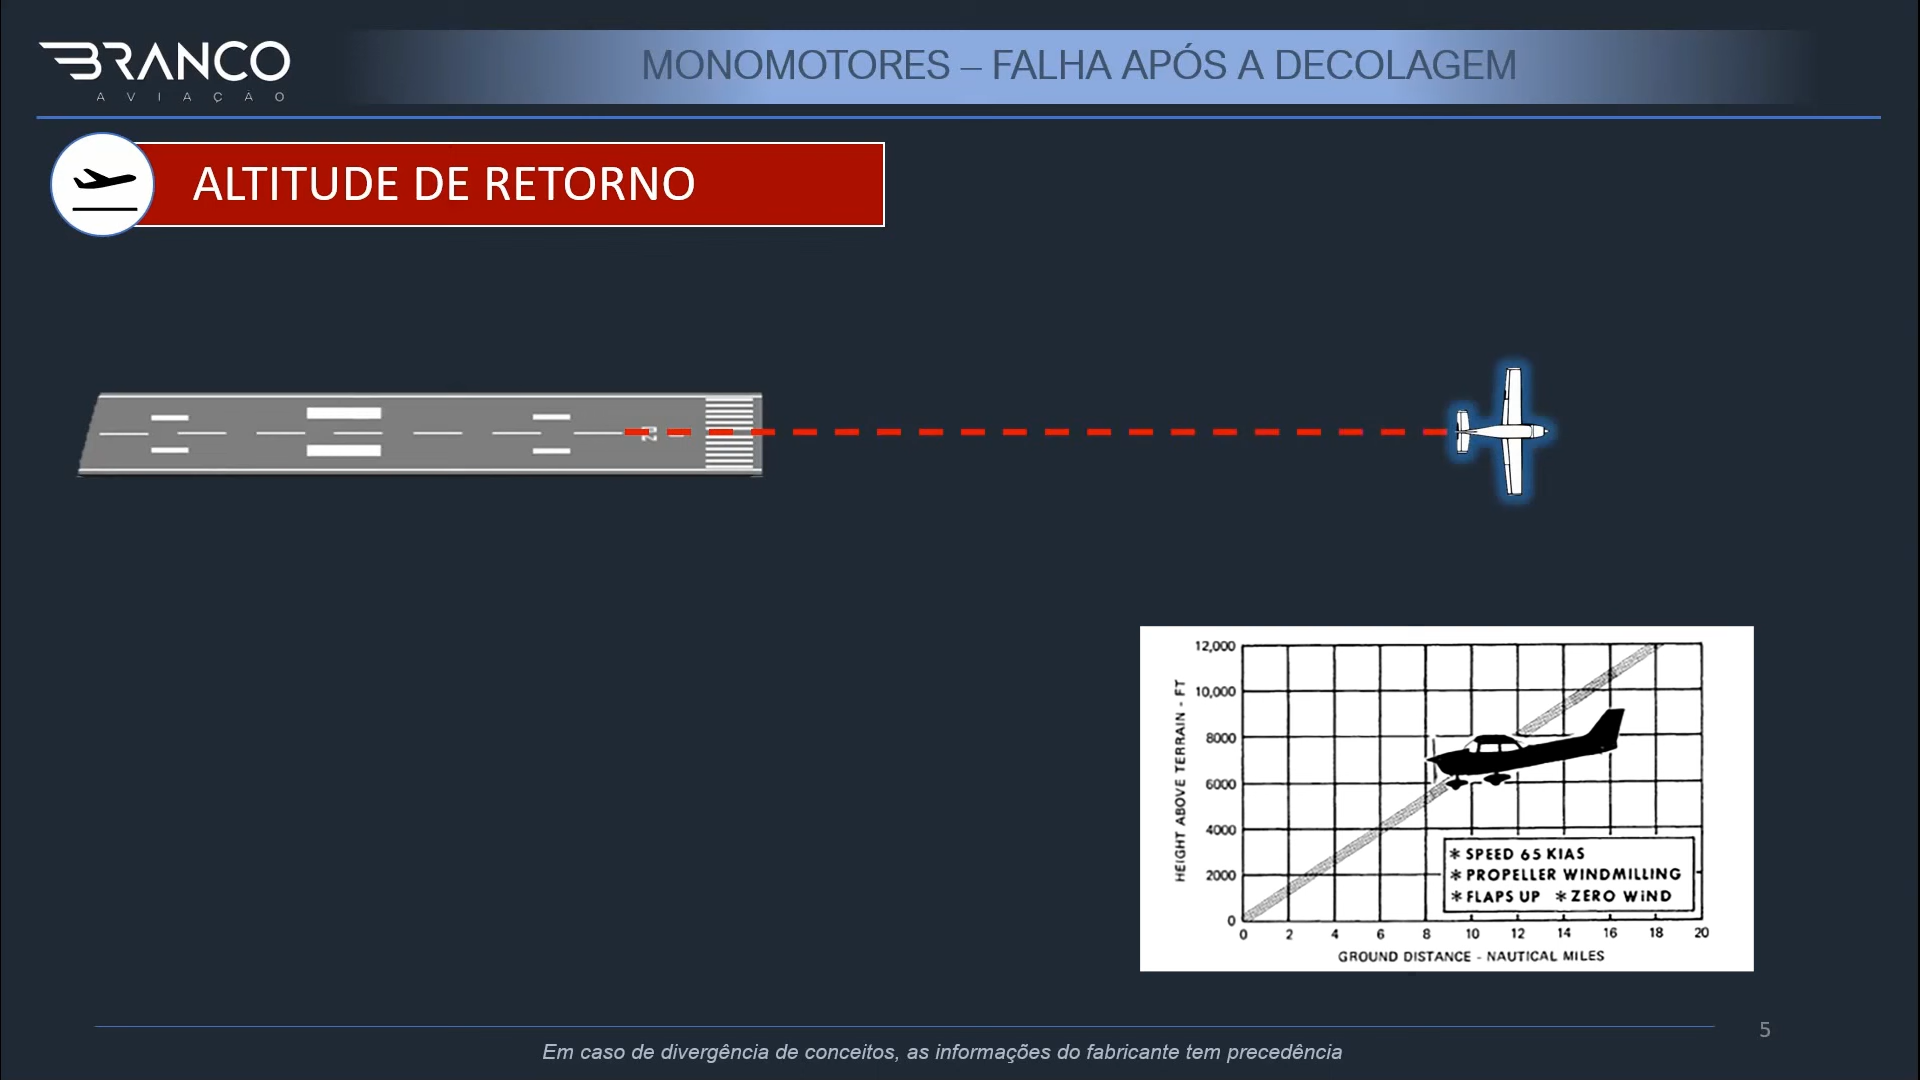 BRANCO
AVIAÇÃO
MONOMOTORES – FALHA APÓS A DECOLAGEM
ALTITUDE DE RETORNO
12,000
10,000
8000
6000
4000
2000
0
HEIGHT ABOVE TERRAIN - FT
* SPEED 65 KIAS
* PROPELLER WINDMILLING
* FLAPS UP * ZERO WIND
0 2 4 6 8 10 12 14 16 18 20
GROUND DISTANCE - NAUTICAL MILES
5
Em caso de divergência de conceitos, as informações do fabricante tem precedência